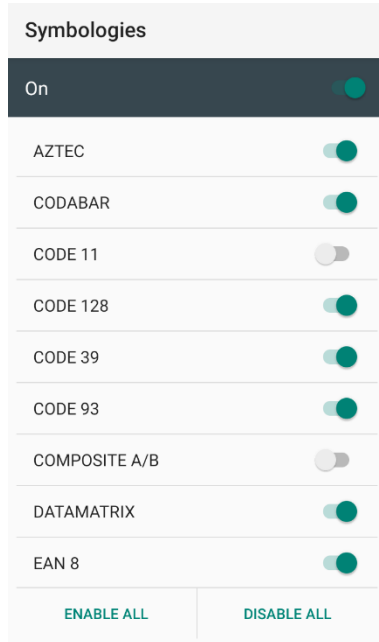 Symbologies
On
AZTEC
CODABAR
CODE 11
CODE 128
CODE 39
CODE 93
COMPOSITE A/B
DATAMATRIX
EAN 8
ENABLE ALL
DISABLE ALL